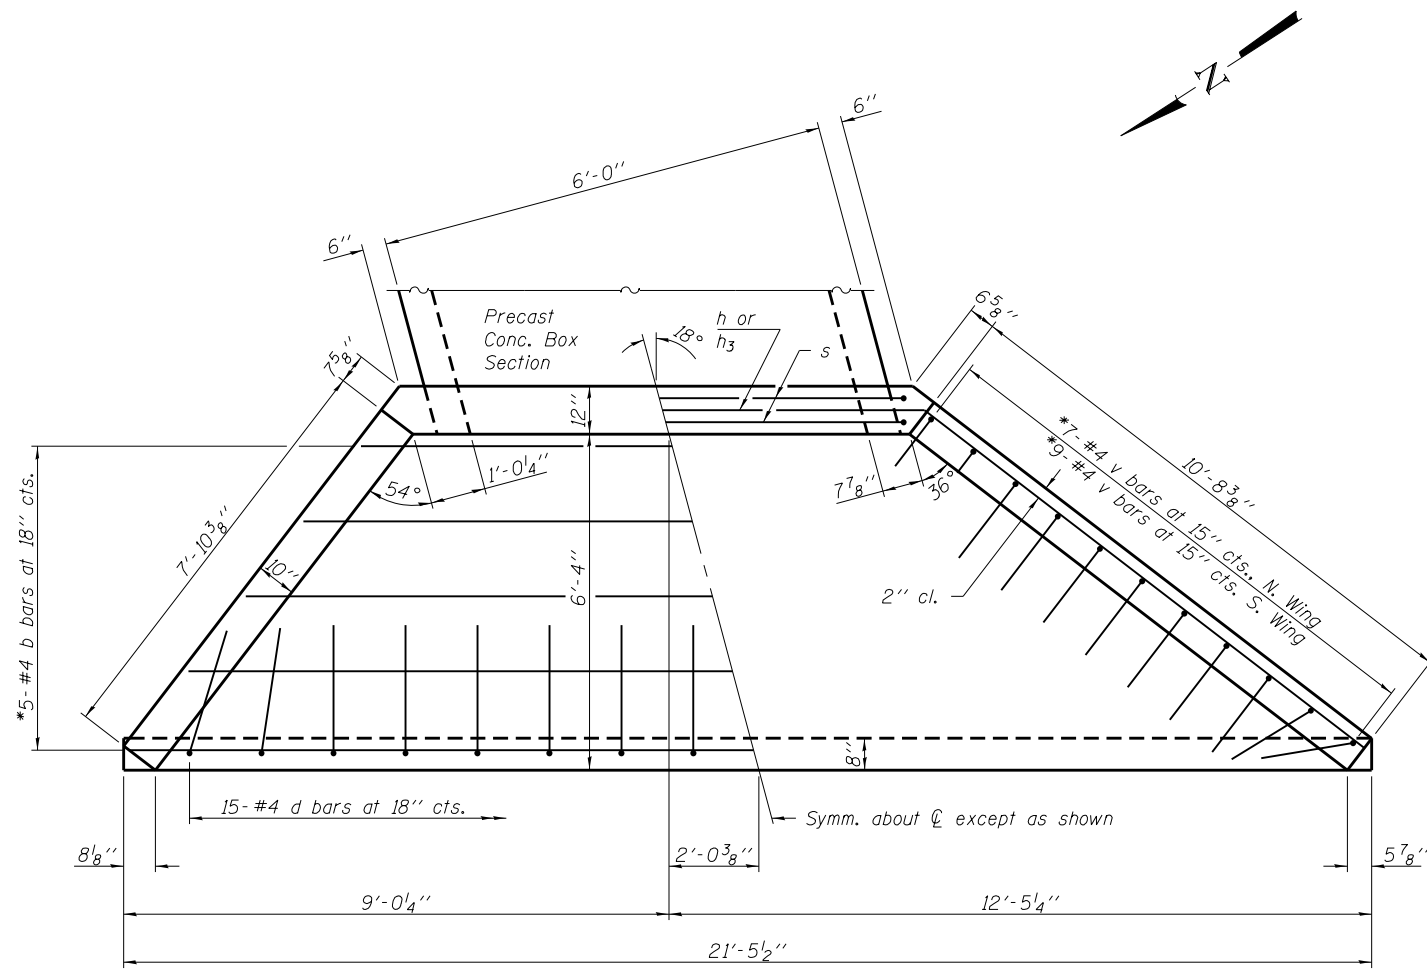 N
6"
6'-0"
6"
Precast
Conc. Box
Section
18°
h or
h3
s
6 5/8"
7 5/8"
12"
1'-0 1/4"
54°
7 7/8"
36°
*7-#4 v bars at 15" cts., N. Wing
*9-#4 v bars at 15" cts. S. Wing
10'-8 3/8"
*5-#4 b bars at 18" cts.
7'-10 3/8"
10"
6'-4"
2" cl.
8"
15-#4 d bars at 18" cts.
Symm. about ℄ except as shown
8 1/8"
2'-0 3/8"
5 7/8"
9'-0 1/4"
12'-5 1/4"
21'-5 1/2"